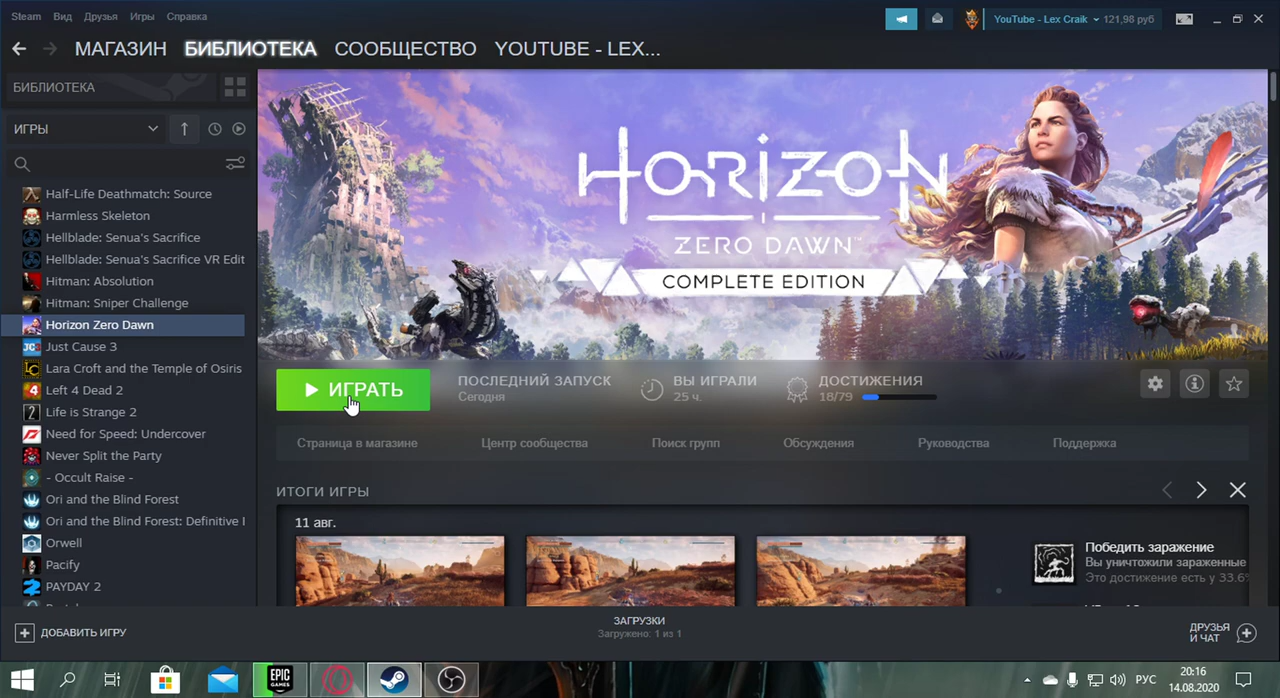 Steam Вид Друзья Игры Справка
YouTube - Lex Craik 121,98 руб
МАГАЗИН БИБЛИОТЕКА СООБЩЕСТВО YOUTUBE - LEX...
БИБЛИОТЕКА
ИГРЫ
Half-Life Deathmatch: Source
Harmless Skeleton
Hellblade: Senua's Sacrifice
Hellblade: Senua's Sacrifice VR Edit
Hitman: Absolution
Hitman: Sniper Challenge
Horizon Zero Dawn
Just Cause 3
Lara Croft and the Temple of Osiris
Left 4 Dead 2
Life is Strange 2
Need for Speed: Undercover
Never Split the Party
- Occult Raise -
Ori and the Blind Forest
Ori and the Blind Forest: Definitive
Orwell
Pacify
PAYDAY 2
HORIZON
ZERO DAWN™
COMPLETE EDITION
ИГРАТЬ
ПОСЛЕДНИЙ ЗАПУСК
Сегодня
ВЫ ИГРАЛИ
25 ч.
ДОСТИЖЕНИЯ
18/79
Страница в магазине Центр сообщества Поиск групп Обсуждения Руководства Поддержка
ИТОГИ ИГРЫ
11 авг.
Победить заражение
Вы уничтожили зараженные
Это достижение есть у 33.6%
ДОБАВИТЬ ИГРУ
ЗАГРУЗКИ
Загружено: 1 из 1
ДРУЗЬЯ
И ЧАТ
EPIC
GAMES
РУС
20:16
14.08.2020